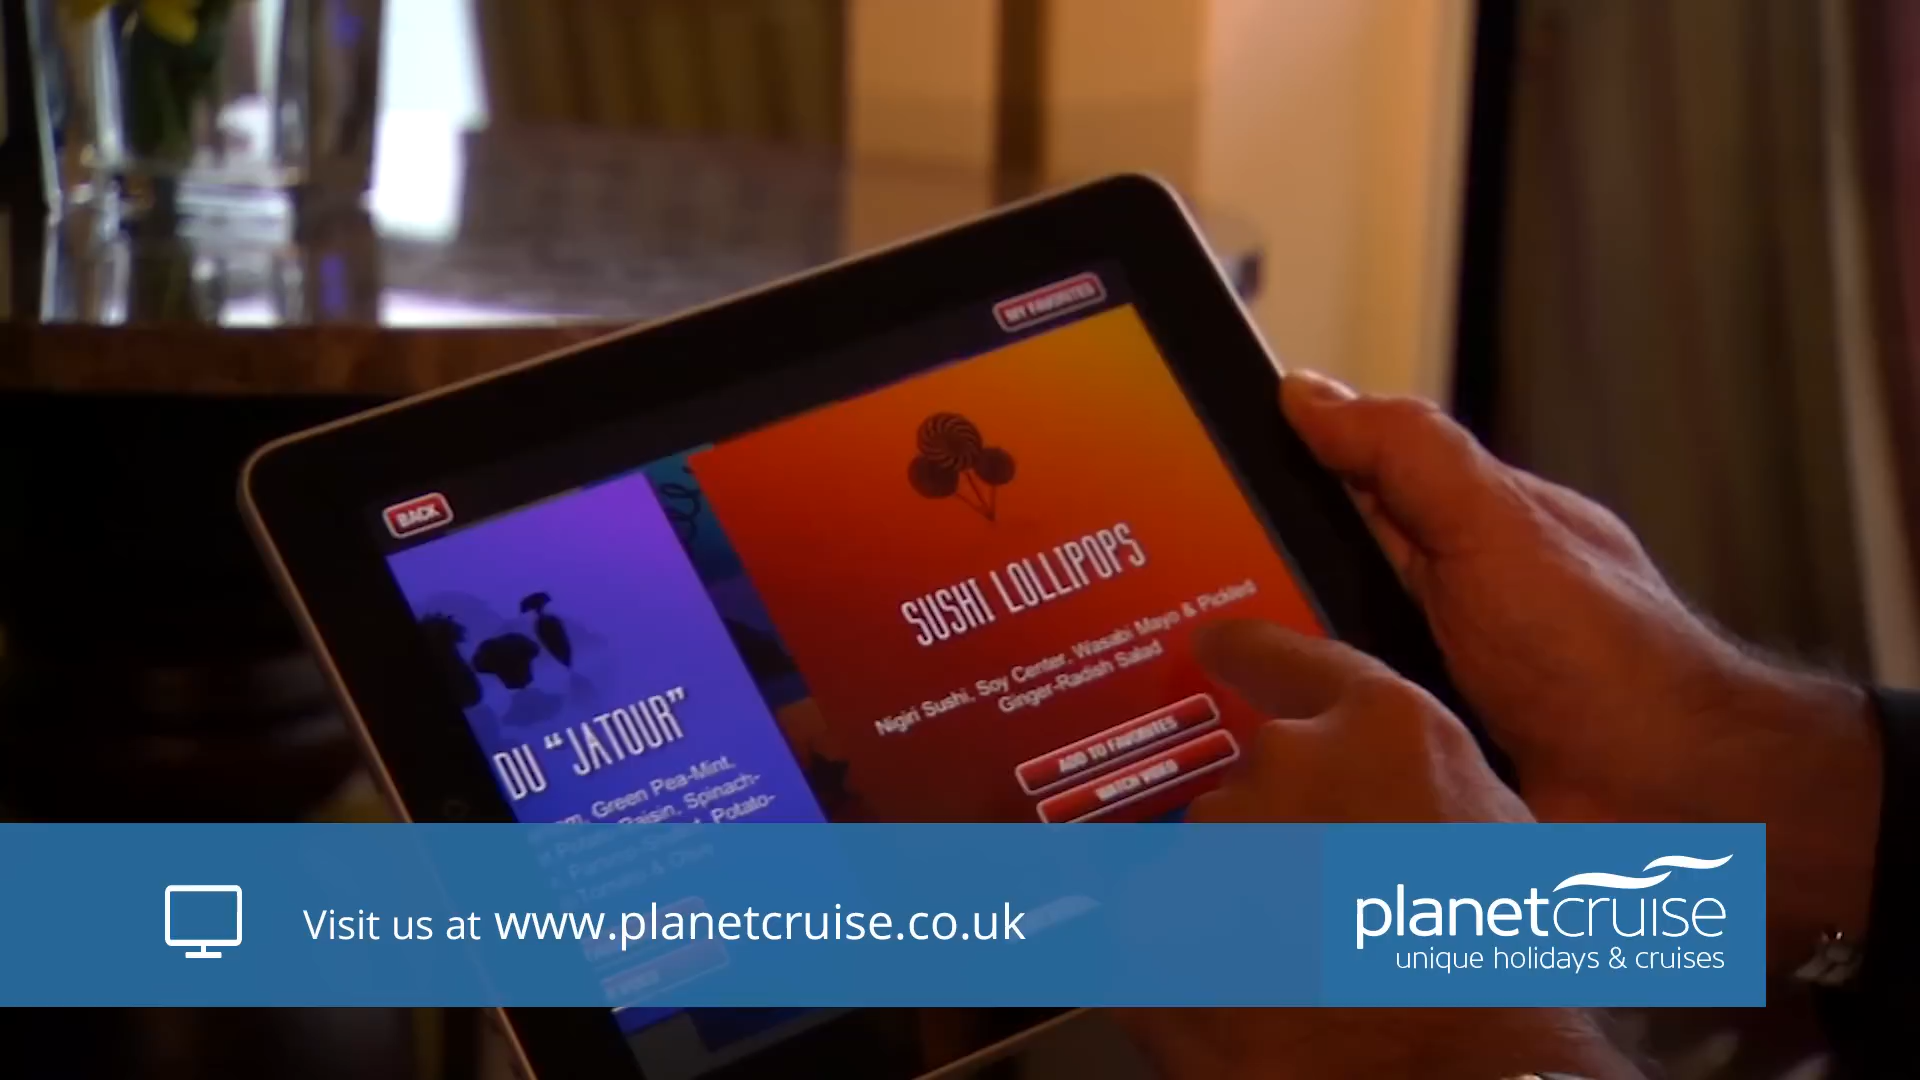 MY FAVORITES
BACK
SUSHI LOLLIPOPS
Nigiri Sushi, Soy Center, Wasabi Mayo & Pickled
Ginger-Radish Salad
ADD TO FAVORITES
WATCH VIDEO
DU “JATOUR”
Green Pea-Mint,
Raisin, Spinach-
Potato-
Visit us at www.planetcruise.co.uk
planetcruise
unique holidays & cruises